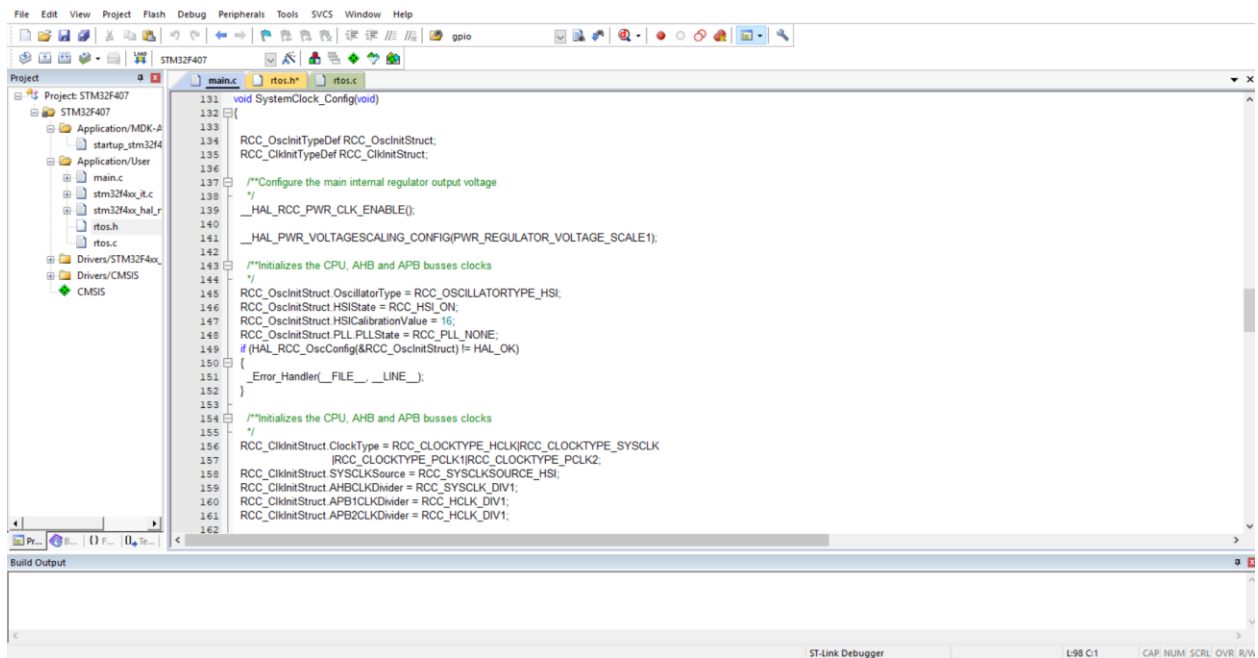 File Edit View Project Flash Debug Peripherals Tools SVCS Window Help
gpio
LOAD STM32F407
Project
main.c rtos.h* rtos.c
Project: STM32F407
STM32F407
Application/MDK-A
startup_stm32f4
Application/User
main.c
stm32f4xx_it.c
stm32f4xx_hal_r
rtos.h
rtos.c
Drivers/STM32F4xx_
Drivers/CMSIS
CMSIS
Pr... B... {} F... 0 Te...
131 void SystemClock_Config(void)
132 {
133
134 RCC_OscInitTypeDef RCC_OscInitStruct;
135 RCC_ClkInitTypeDef RCC_ClkInitStruct;
136
137 /**Configure the main internal regulator output voltage
138 */
139 __HAL_RCC_PWR_CLK_ENABLE();
140
141 __HAL_PWR_VOLTAGESCALING_CONFIG(PWR_REGULATOR_VOLTAGE_SCALE1);
142
143 /**Initializes the CPU, AHB and APB busses clocks
144 */
145 RCC_OscInitStruct.OscillatorType = RCC_OSCILLATORTYPE_HSI;
146 RCC_OscInitStruct.HSIState = RCC_HSI_ON;
147 RCC_OscInitStruct.HSICalibrationValue = 16;
148 RCC_OscInitStruct.PLL.PLLState = RCC_PLL_NONE;
149 if (HAL_RCC_OscConfig(&RCC_OscInitStruct) != HAL_OK)
150 {
151 _Error_Handler(__FILE__, __LINE__);
152 }
153
154 /**Initializes the CPU, AHB and APB busses clocks
155 */
156 RCC_ClkInitStruct.ClockType = RCC_CLOCKTYPE_HCLK|RCC_CLOCKTYPE_SYSCLK
157 |RCC_CLOCKTYPE_PCLK1|RCC_CLOCKTYPE_PCLK2;
158 RCC_ClkInitStruct.SYSCLKSource = RCC_SYSCLKSOURCE_HSI;
159 RCC_ClkInitStruct.AHBCLKDivider = RCC_SYSCLK_DIV1;
160 RCC_ClkInitStruct.APB1CLKDivider = RCC_HCLK_DIV1;
161 RCC_ClkInitStruct.APB2CLKDivider = RCC_HCLK_DIV1;
162
Build Output
ST-Link Debugger L:98 C:1 CAP NUM SCRL OVR R/W